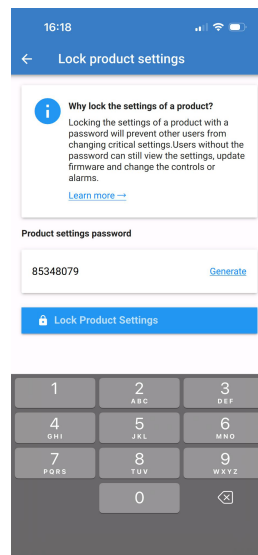 16:18
Lock product settings
Why lock the settings of a product?
Locking the settings of a product with a
password will prevent other users from
changing critical settings.Users without the
password can still view the settings, update
firmware and change the controls or
alarms.
Learn more →
Product settings password
85348079 Generate
Lock Product Settings
1 2 3
ABC DEF
4 5 6
GHI JKL MNO
7 8 9
PQRS TUV WXYZ
0